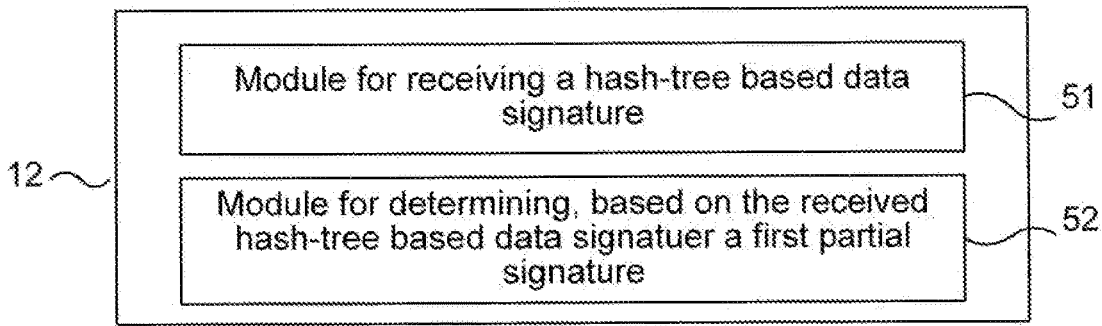 Module for receiving a hash-tree based data
signature
51
12
Module for determining, based on the received
hash-tree based data signatuer a first partial
signature
52